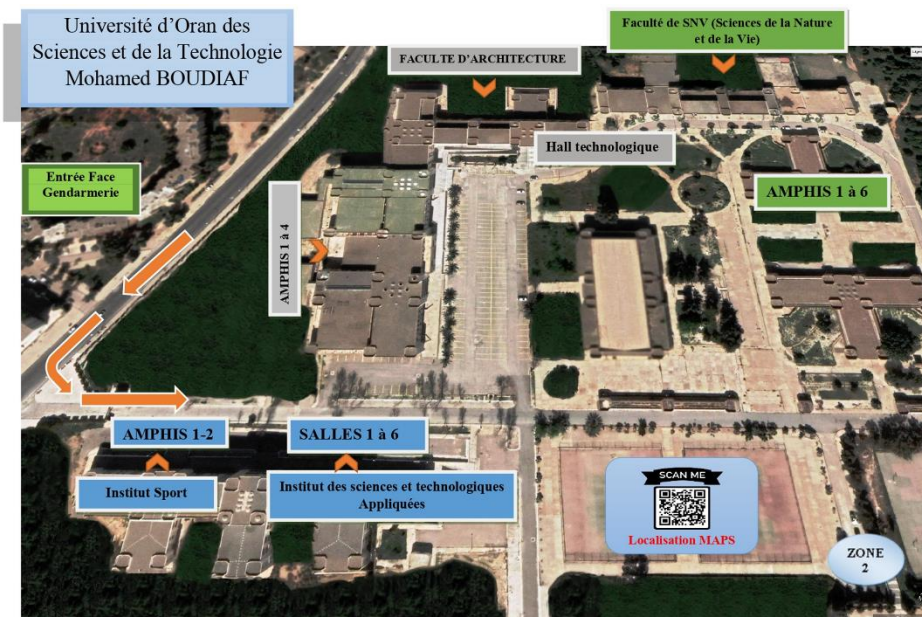 Université d'Oran des
Sciences et de la Technologie
Mohamed BOUDIAF
Faculté de SNV (Sciences de la Nature
et de la Vie)
FACULTE D'ARCHITECTURE
Hall technologique
Entrée Face
Gendarmerie
AMPHIS 1 à 6
AMPHIS 1 à 4
AMPHIS 1-2
SALLES 1 à 6
Institut Sport
Institut des sciences et technologiques
Appliquées
SCAN ME
Localisation MAPS
ZONE
2